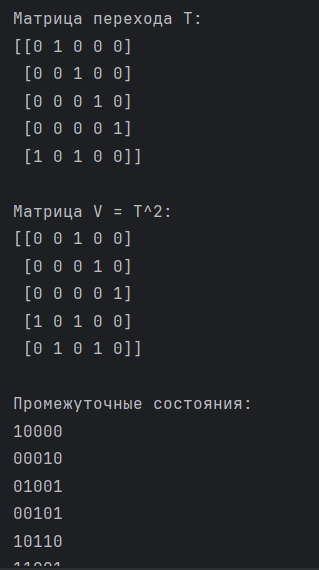 Матрица перехода T:
[[0 1 0 0 0]
[0 0 1 0 0]
[0 0 0 1 0]
[0 0 0 0 1]
[1 0 1 0 0]]
Матрица V = T^2:
[[0 0 1 0 0]
[0 0 0 1 0]
[0 0 0 0 1]
[1 0 1 0 0]
[0 1 0 1 0]]
Промежуточные состояния:
10000
00010
01001
00101
10110